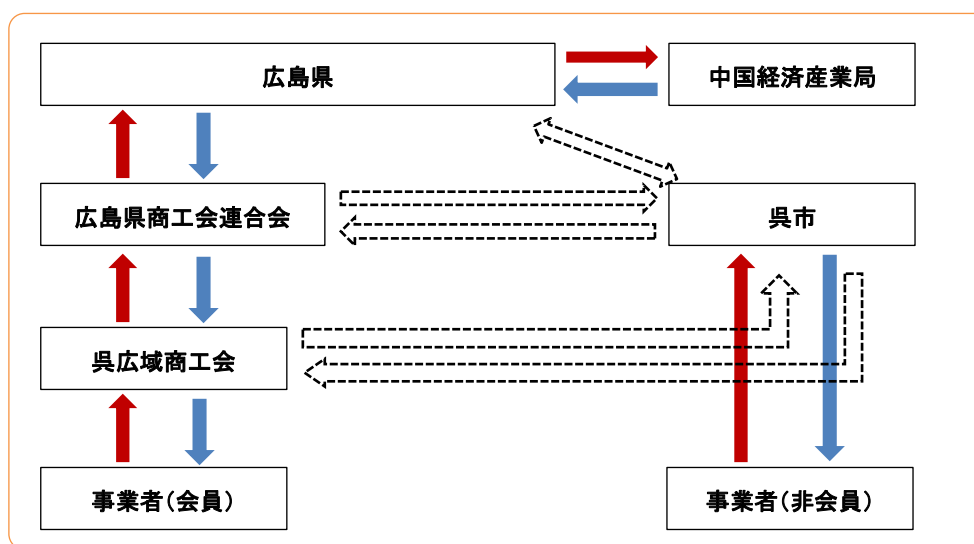 広島県
中国経済産業局
広島県商工会連合会
呉市
呉広域商工会
事業者(会員)
事業者(非会員)